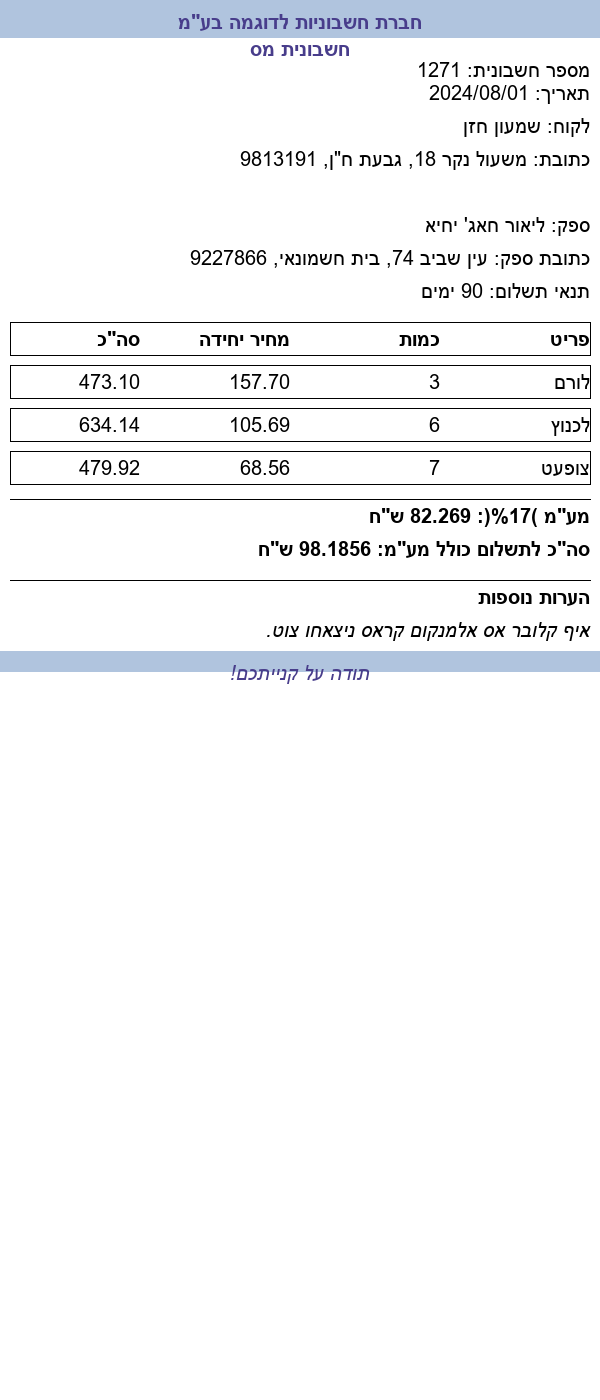 חברת חשבוניות לדוגמה בע"מ
חשבונית מס
מספר חשבונית: 1271
תאריך: 2024/08/01
לקוח: שמעון חזן
כתובת: משעול נקר 18, גבעת ח"ן, 9813191
ספק: ליאור חאג' יחיא
כתובת ספק: עין שביב 74, בית חשמונאי, 9227866
תנאי תשלום: 90 ימים
פריט כמות מחיר יחידה סה"כ
לורם 3 157.70 473.10
לכנוץ 6 105.69 634.14
צופעט 7 68.56 479.92
מע"מ )17%(: 82.269 ש"ח
סה"כ לתשלום כולל מע"מ: 98.1856 ש"ח
הערות נוספות
איף קלובר אס אלמנקום קראס ניצאחו צוט.
תודה על קנייתכם!